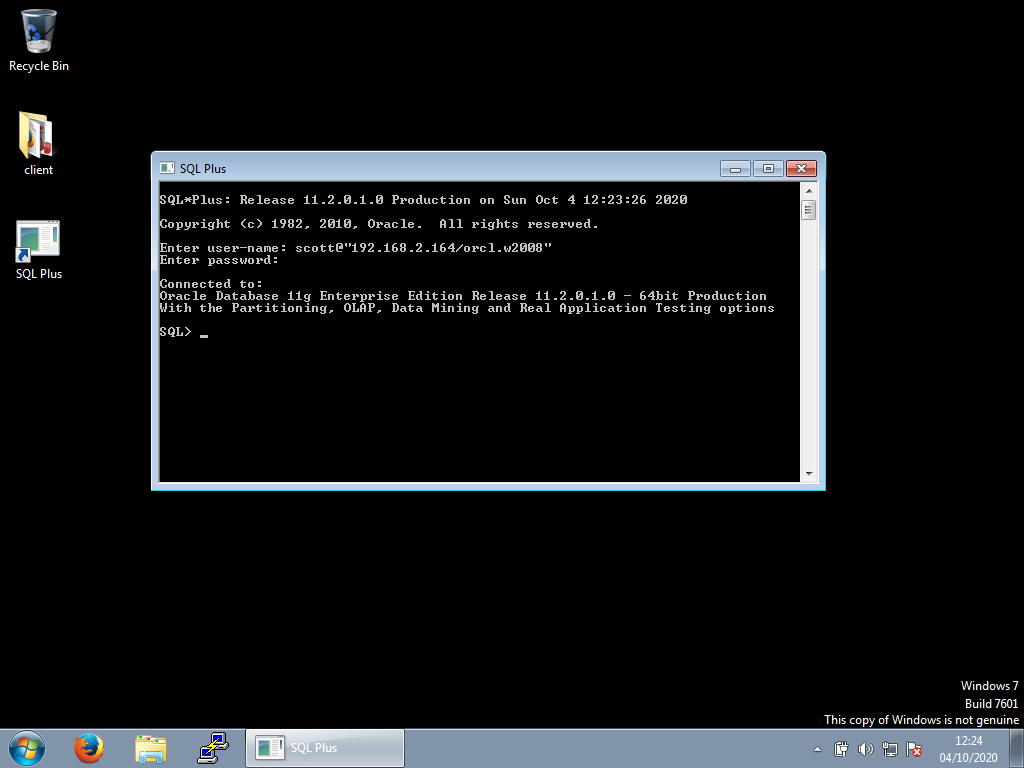 Recycle Bin
client
SQL Plus
SQL Plus
SQL*Plus: Release 11.2.0.1.0 Production on Sun Oct 4 12:23:26 2020
Copyright (c) 1982, 2010, Oracle.  All rights reserved.
Enter user-name: scott@"192.168.2.164/orcl.w2008"
Enter password:
Connected to:
Oracle Database 11g Enterprise Edition Release 11.2.0.1.0 - 64bit Production
With the Partitioning, OLAP, Data Mining and Real Application Testing options
SQL> _
Windows 7
Build 7601
This copy of Windows is not genuine
SQL Plus
12:24
04/10/2020